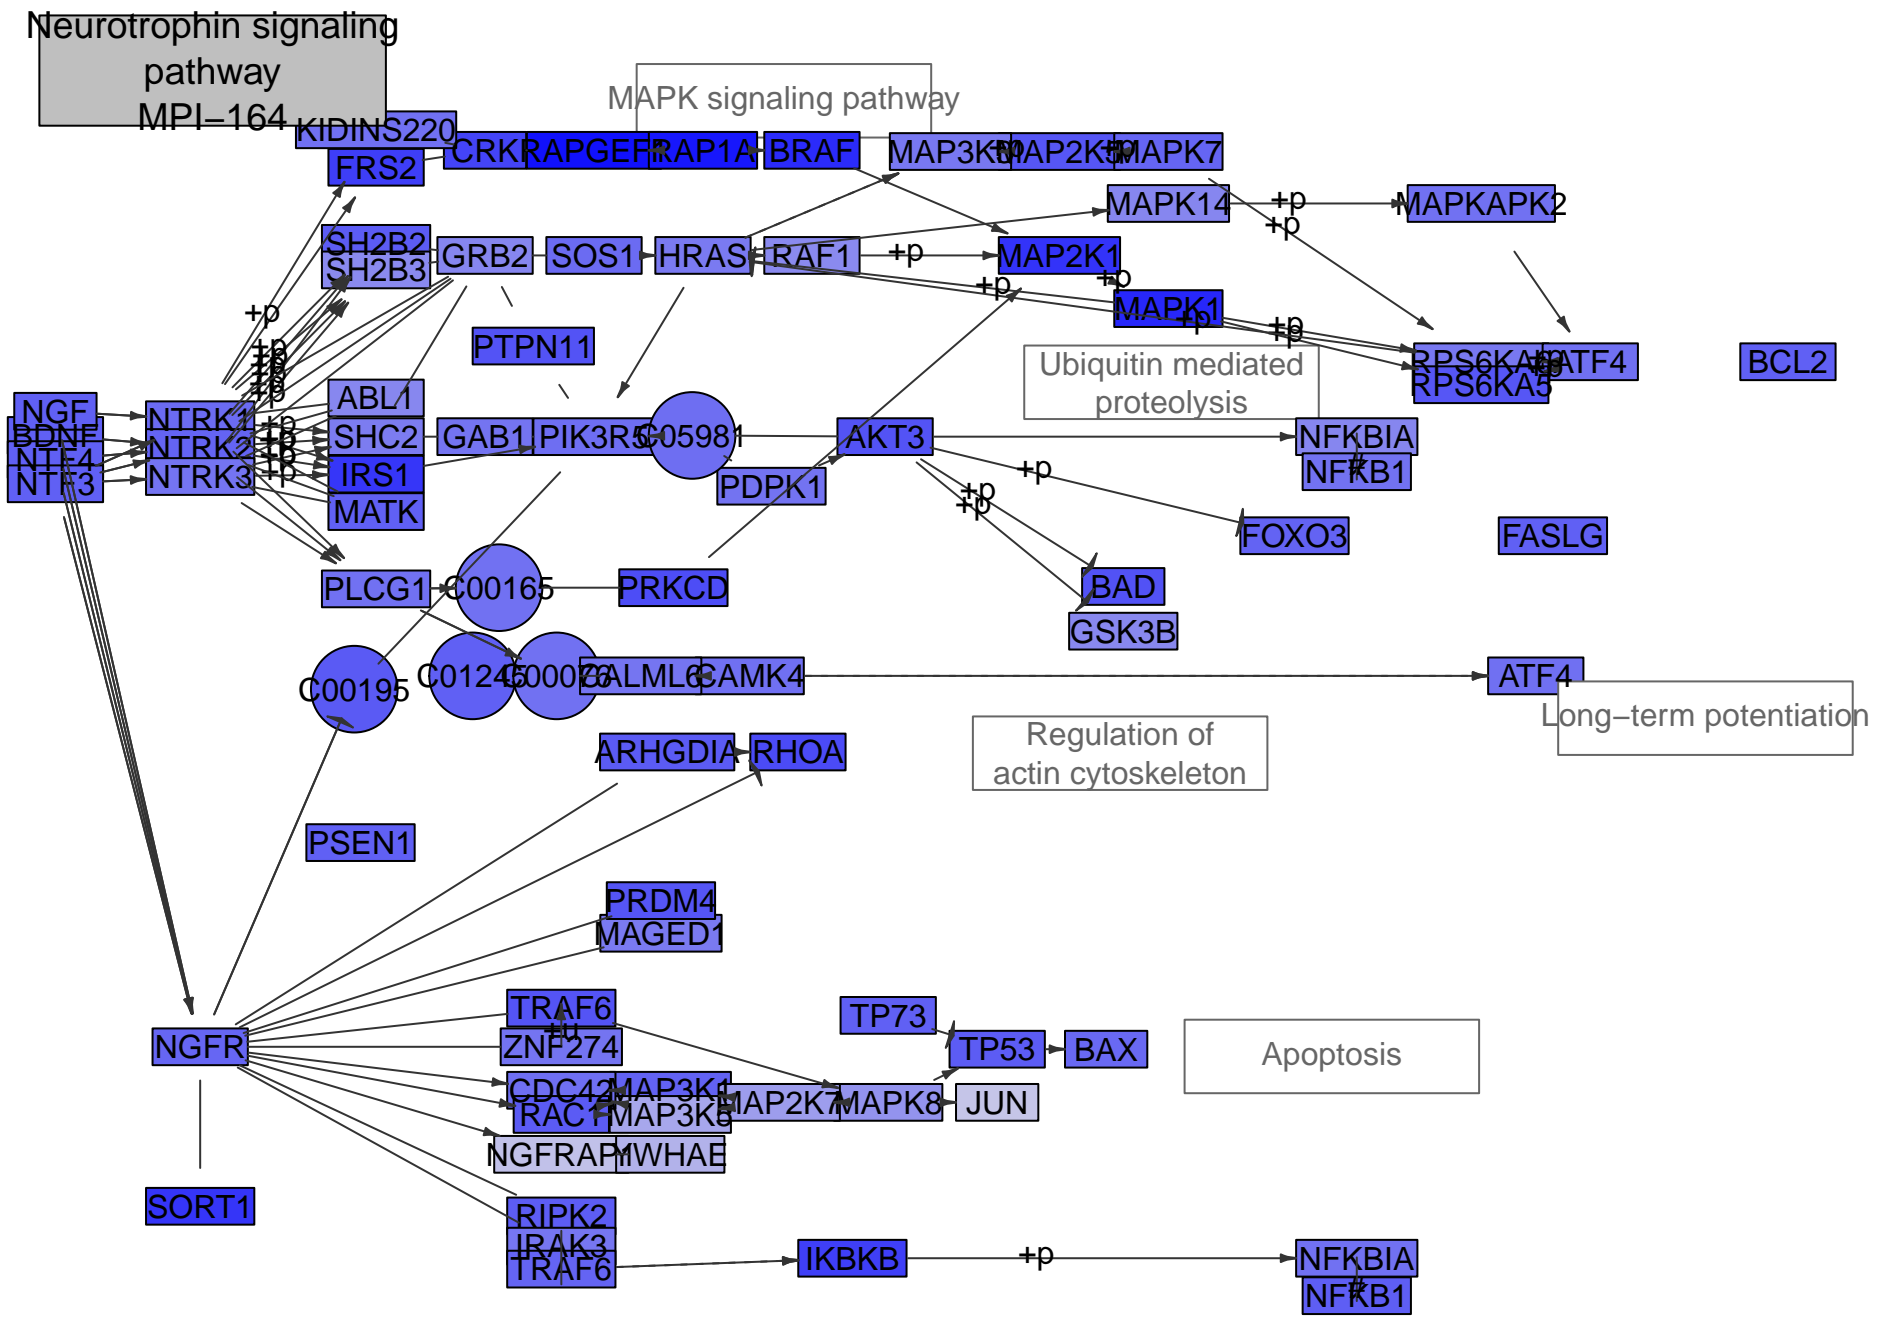 Neurotrophin signaling
pathway
MPI−164
MAPK signaling pathway
KIDINS220
FRS2
RAP1A
BRAF
MAP2K5
+p
MAPK7
MAPK14
+p
MAPKAPK2
+p
SH2B2
SH2B3
GRB2
SOS1
HRAS
RAF1
+p
MAP2K1
+p
+p
MAPK1
+p
+p
+p
+p
PTPN11
Ubiquitin mediated
proteolysis
RPS6KA5
ATF4
BCL2
+p
+p
+p
+p
+p
NGF
BDNF
NTF4
NTF3
NTRK1
NTRK2
NTRK3
+p
+p
+p
+p
ABL1
SHC2
IRS1
MATK
GAB1
PIK3R5
C05981
PDPK1
AKT3
NFKBIA
NFKB1
+p
+p
+p
FOXO3
FASLG
PLCG1
C00165
PRKCD
BAD
GSK3B
C00195
CALML6
CAMK4
ATF4
Long−term potentiation
ARHGDIA
RHOA
Regulation of
actin cytoskeleton
PSEN1
PRDM4
MAGED1
TRAF6
+u
ZNF274
TP73
TP53
BAX
NGFR
Apoptosis
CDC42
RAC1
MAP3K1
MAP3K5
MAP2K7
MAPK8
JUN
NGFRAP1
YWHAE
SORT1
RIPK2
IRAK3
TRAF6
IKBKB
+p
NFKBIA
NFKB1